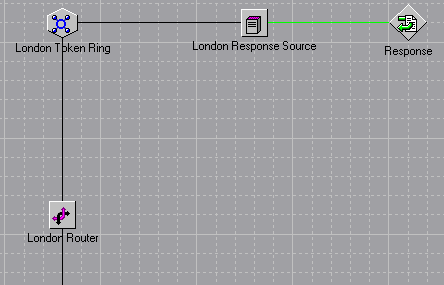 London Token Ring
London Response Source
Response
London Router